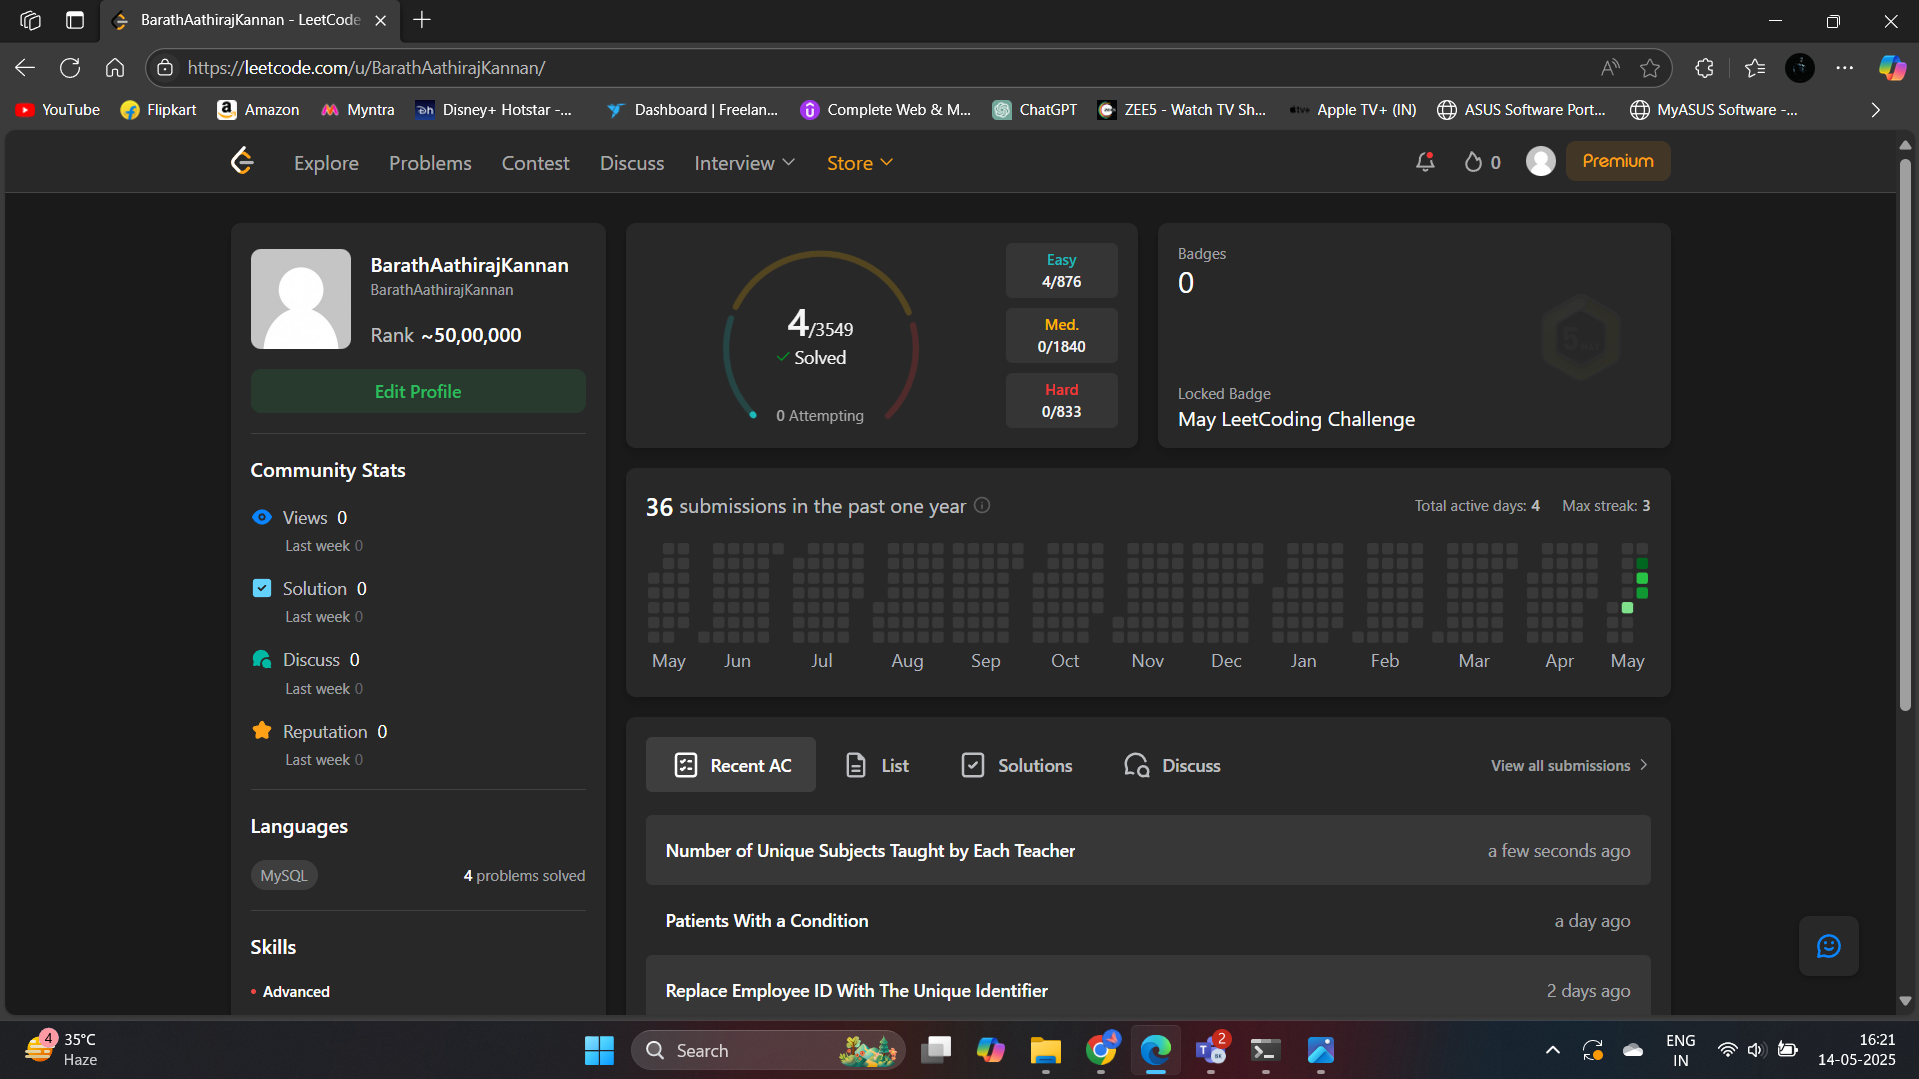 BarathAathirajKannan - LeetCode
https://leetcode.com/u/BarathAathirajKannan/
YouTube Flipkart Amazon Myntra Disney+ Hotstar -... Dashboard | Freelan... Complete Web & M... ChatGPT ZEE5 - Watch TV Sh... Apple TV+ (IN) ASUS Software Port... MyASUS Software -...
Explore Problems Contest Discuss Interview Store 0 Premium
BarathAathirajKannan
BarathAathirajKannan
Rank ~50,00,000
Edit Profile
Community Stats
Views 0
Last week 0
Solution 0
Last week 0
Discuss 0
Last week 0
Reputation 0
Last week 0
Languages
MySQL 4 problems solved
Skills
Advanced
4/3549
Solved
0 Attempting
Easy
4/876
Med.
0/1840
Hard
0/833
Badges
0
Locked Badge
May LeetCoding Challenge
36 submissions in the past one year Total active days: 4 Max streak: 3
May Jun Jul Aug Sep Oct Nov Dec Jan Feb Mar Apr May
Recent AC List Solutions Discuss View all submissions
Number of Unique Subjects Taught by Each Teacher a few seconds ago
Patients With a Condition a day ago
Replace Employee ID With The Unique Identifier 2 days ago
4 35°C
Haze
Search
2
ENG
IN
16:21
14-05-2025